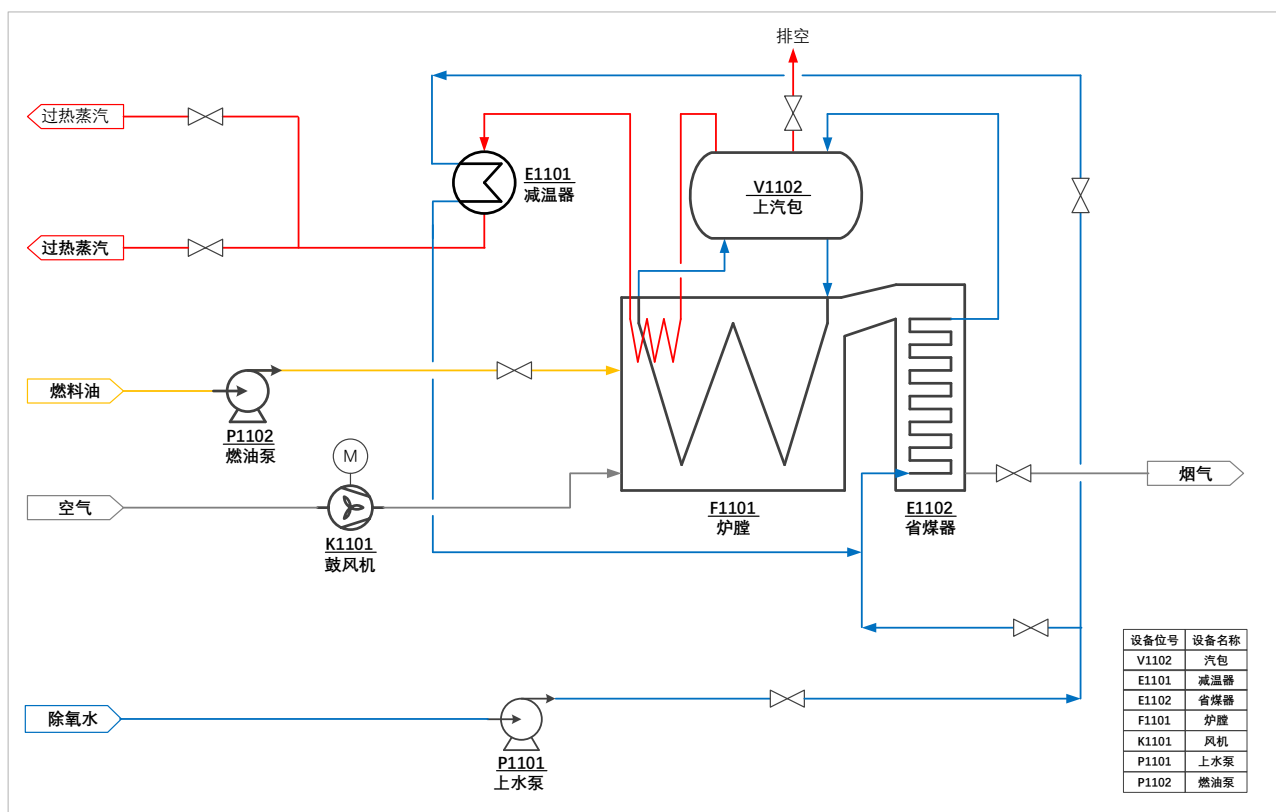 排空
过热蒸汽
E1101
减温器
V1102
上汽包
过热蒸汽
燃料油
P1102
燃油泵
M
空气
K1101
鼓风机
F1101
炉膛
E1102
省煤器
烟气
除氧水
P1101
上水泵
设备位号 设备名称
V1102 汽包
E1101 减温器
E1102 省煤器
F1101 炉膛
K1101 风机
P1101 上水泵
P1102 燃油泵